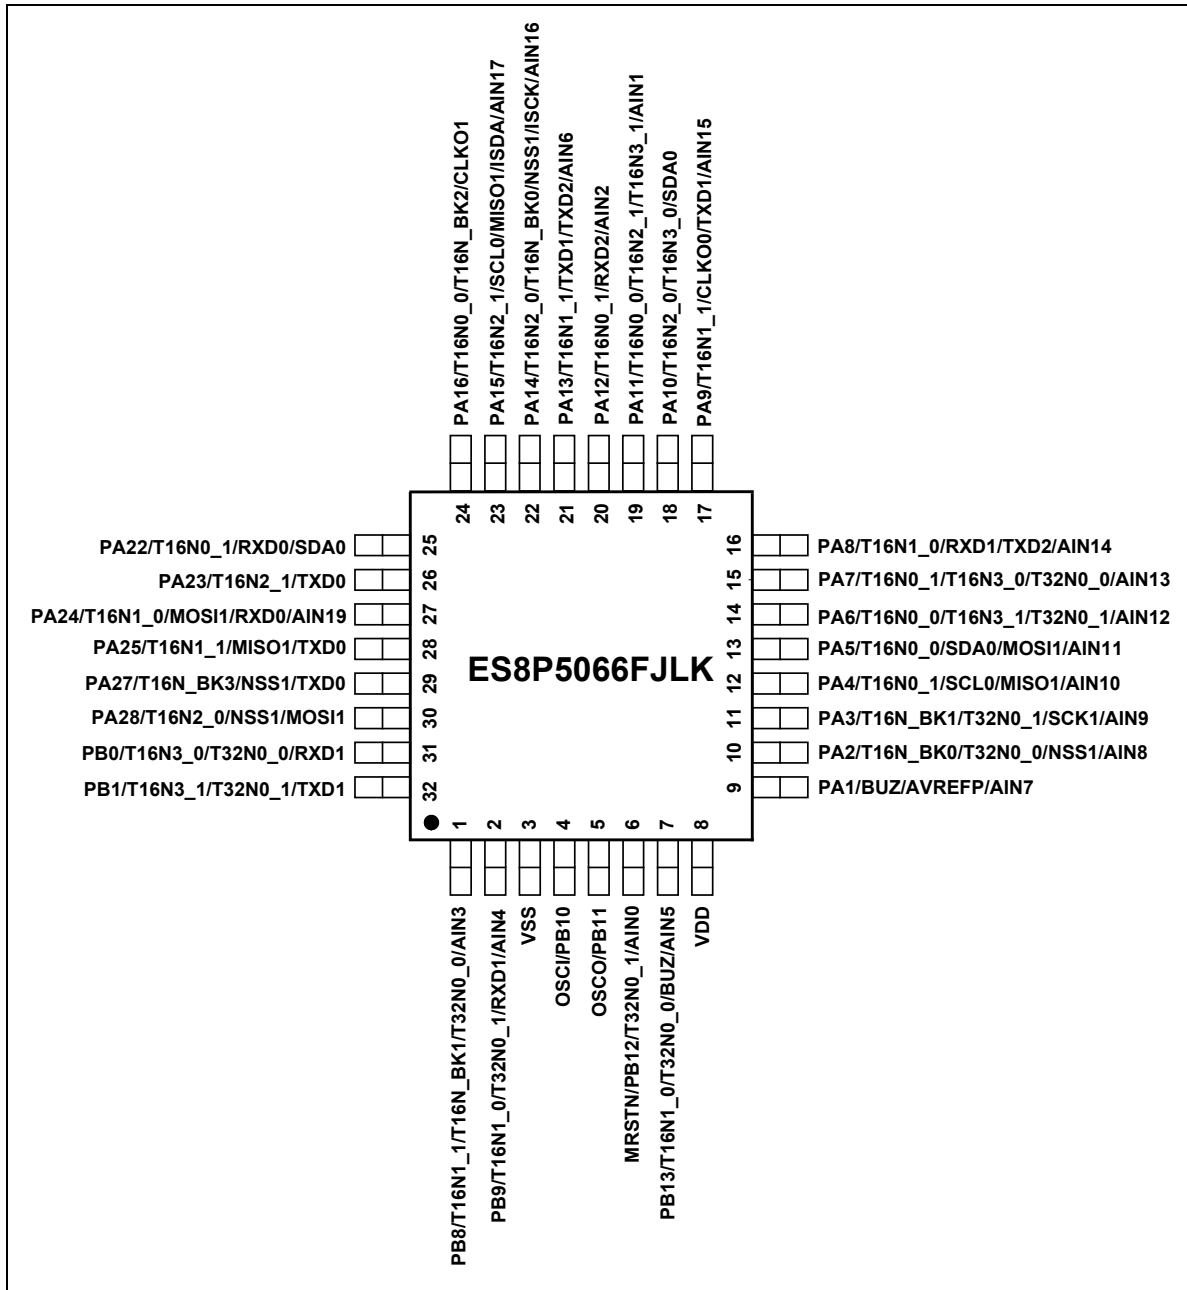 PA16/T16N0_0/T16N_BK2/CLKO1
PA15/T16N2_1/SCL0/MISO1/ISDA/AIN17
PA14/T16N2_0/T16N_BK0/NSS1/ISCK/AIN16
PA13/T16N1_1/TXD1/TXD2/AIN6
PA12/T16N0_1/RXD2/AIN2
PA11/T16N0_0/T16N2_1/T16N3_1/AIN1
PA10/T16N2_0/T16N3_0/SDA0
PA9/T16N1_1/CLKO0/TXD1/AIN15
24
23
22
21
20
19
18
17
PA22/T16N0_1/RXD0/SDA0
25
PA23/T16N2_1/TXD0
26
PA24/T16N1_0/MOSI1/RXD0/AIN19
27
PA25/T16N1_1/MISO1/TXD0
28
PA27/T16N_BK3/NSS1/TXD0
29
PA28/T16N2_0/NSS1/MOSI1
30
PB0/T16N3_0/T32N0_0/RXD1
31
PB1/T16N3_1/T32N0_1/TXD1
32
ES8P5066FJLK
16
PA8/T16N1_0/RXD1/TXD2/AIN14
15
PA7/T16N0_1/T16N3_0/T32N0_0/AIN13
14
PA6/T16N0_0/T16N3_1/T32N0_1/AIN12
13
PA5/T16N0_0/SDA0/MOSI1/AIN11
12
PA4/T16N0_1/SCL0/MISO1/AIN10
11
PA3/T16N_BK1/T32N0_1/SCK1/AIN9
10
PA2/T16N_BK0/T32N0_0/NSS1/AIN8
9
PA1/BUZ/AVREFP/AIN7
1
2
3
4
5
6
7
8
PB8/T16N1_1/T16N_BK1/T32N0_0/AIN3
PB9/T16N1_0/T32N0_1/RXD1/AIN4
VSS
OSCI/PB10
OSCO/PB11
MRSTN/PB12/T32N0_1/AIN0
PB13/T16N1_0/T32N0_0/BUZ/AIN5
VDD